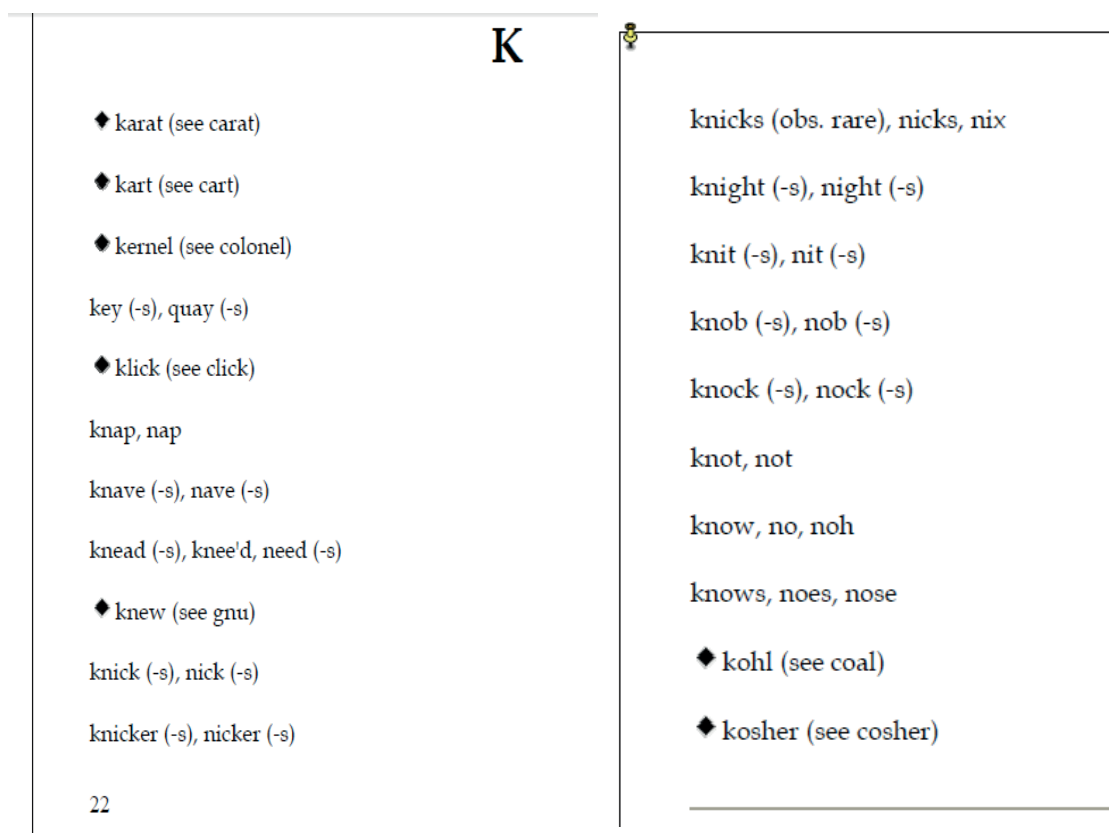 K
♦ karat (see carat)
♦ kart (see cart)
♦ kernel (see colonel)
key (-s), quay (-s)
♦ klick (see click)
knap, nap
knave (-s), nave (-s)
knead (-s), knee'd, need (-s)
♦ knew (see gnu)
knick (-s), nick (-s)
knicker (-s), nicker (-s)
22
knicks (obs. rare), nicks, nix
knight (-s), night (-s)
knit (-s), nit (-s)
knob (-s), nob (-s)
knock (-s), nock (-s)
knot, not
know, no, noh
knows, noes, nose
♦ kohl (see coal)
♦ kosher (see cosher)